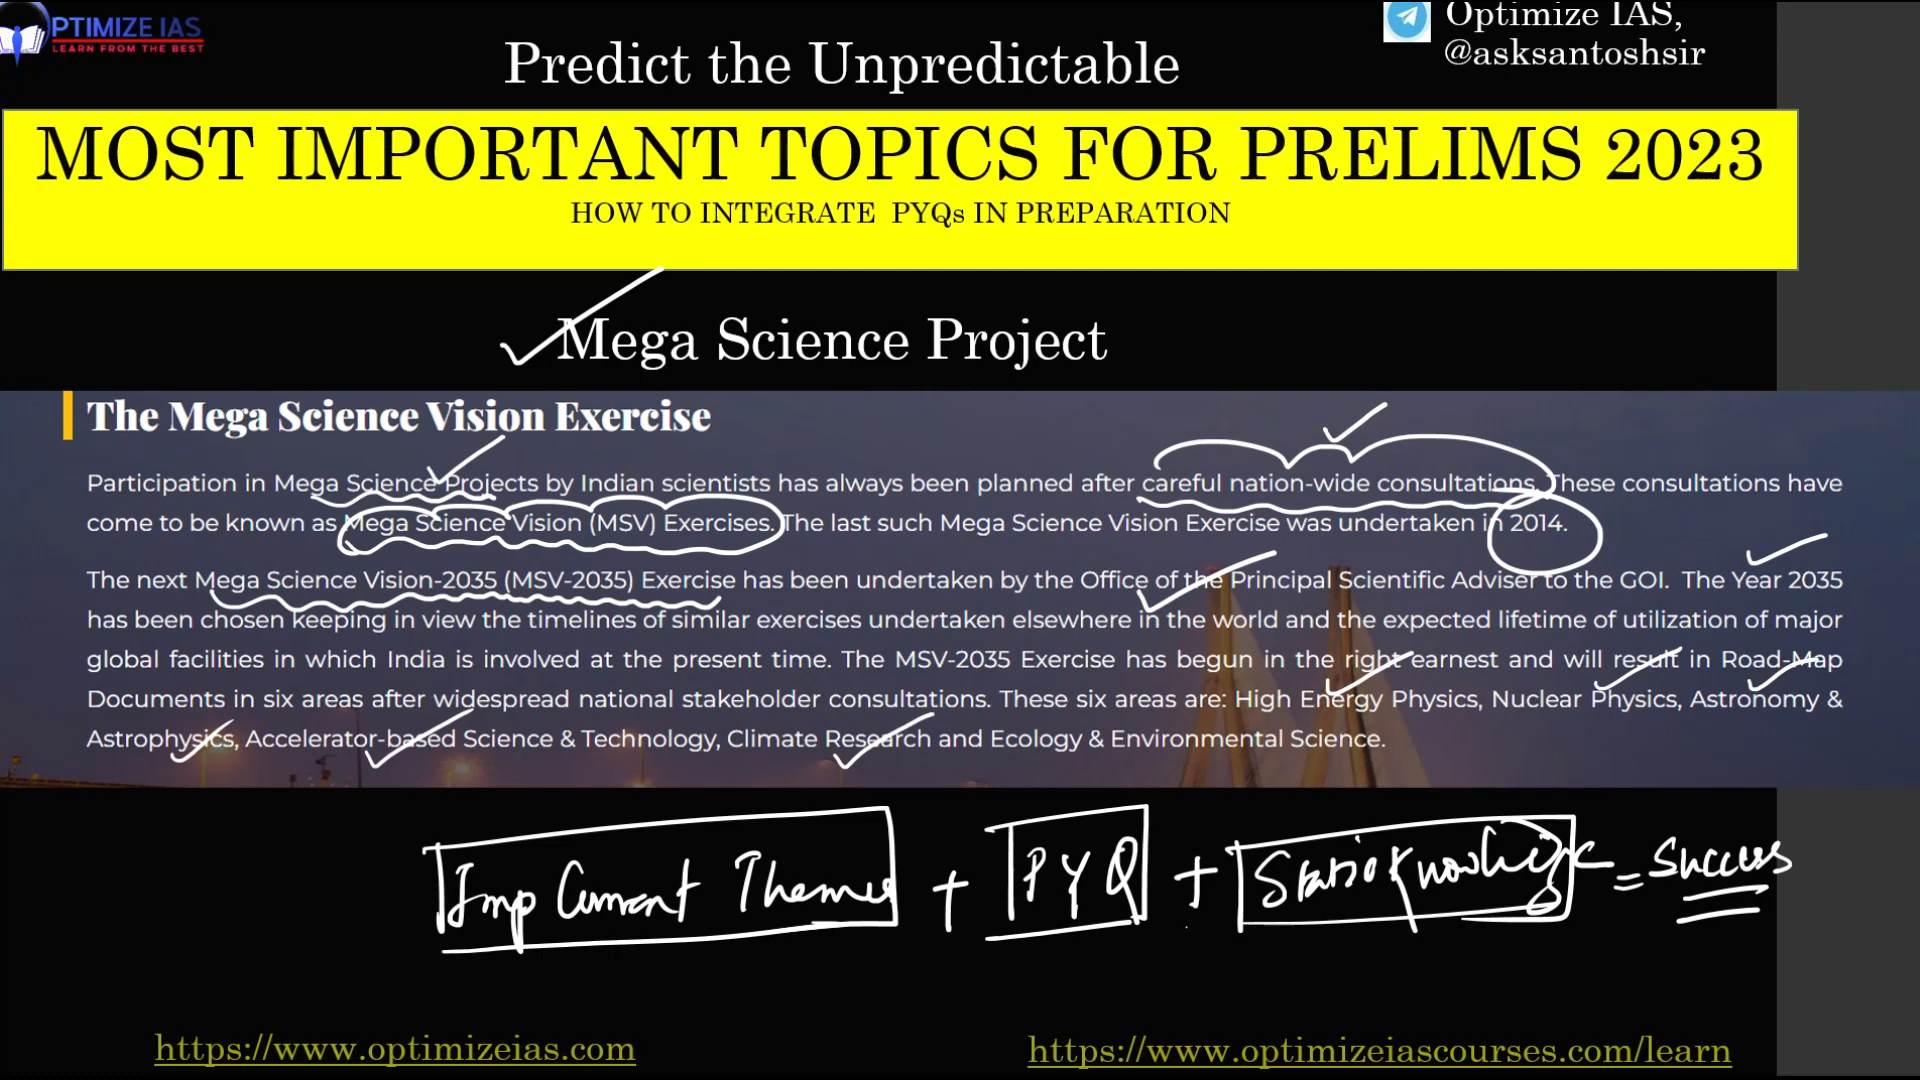 PTIMIZE IAS
LEARN FROM THE BEST
Optimize IAS,
@asksantoshsir
Predict the Unpredictable
MOST IMPORTANT TOPICS FOR PRELIMS 2023
HOW TO INTEGRATE PYQs IN PREPARATION
Mega Science Project
The Mega Science Vision Exercise
Participation in Mega Science Projects by Indian scientists has always been planned after careful nation-wide consultations. These consultations have
come to be known as Mega Science Vision (MSV) Exercises. The last such Mega Science Vision Exercise was undertaken in 2014.
The next Mega Science Vision-2035 (MSV-2035) Exercise has been undertaken by the Office of the Principal Scientific Adviser to the GOI. The Year 2035
has been chosen keeping in view the timelines of similar exercises undertaken elsewhere in the world and the expected lifetime of utilization of major
global facilities in which India is involved at the present time. The MSV-2035 Exercise has begun in the right earnest and will result in Road-Map
Documents in six areas after widespread national stakeholder consultations. These six areas are: High Energy Physics, Nuclear Physics, Astronomy &
Astrophysics, Accelerator-based Science & Technology, Climate Research and Ecology & Environmental Science.
Imp Current Themes + PYQ + Static Knowledge = Success
https://www.optimizeias.com
https://www.optimizeiascourses.com/learn